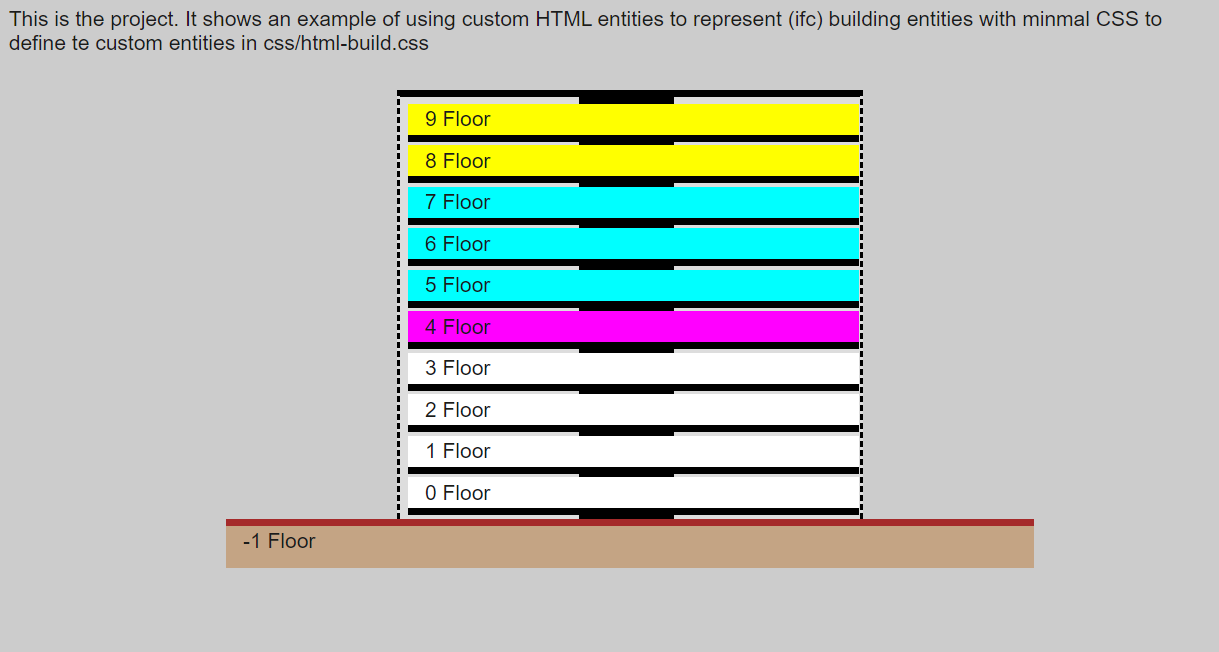 This is the project. It shows an example of using custom HTML entities to represent (ifc) building entities with minmal CSS to
define te custom entities in css/html-build.css
9 Floor
8 Floor
7 Floor
6 Floor
5 Floor
4 Floor
3 Floor
2 Floor
1 Floor
0 Floor
-1 Floor